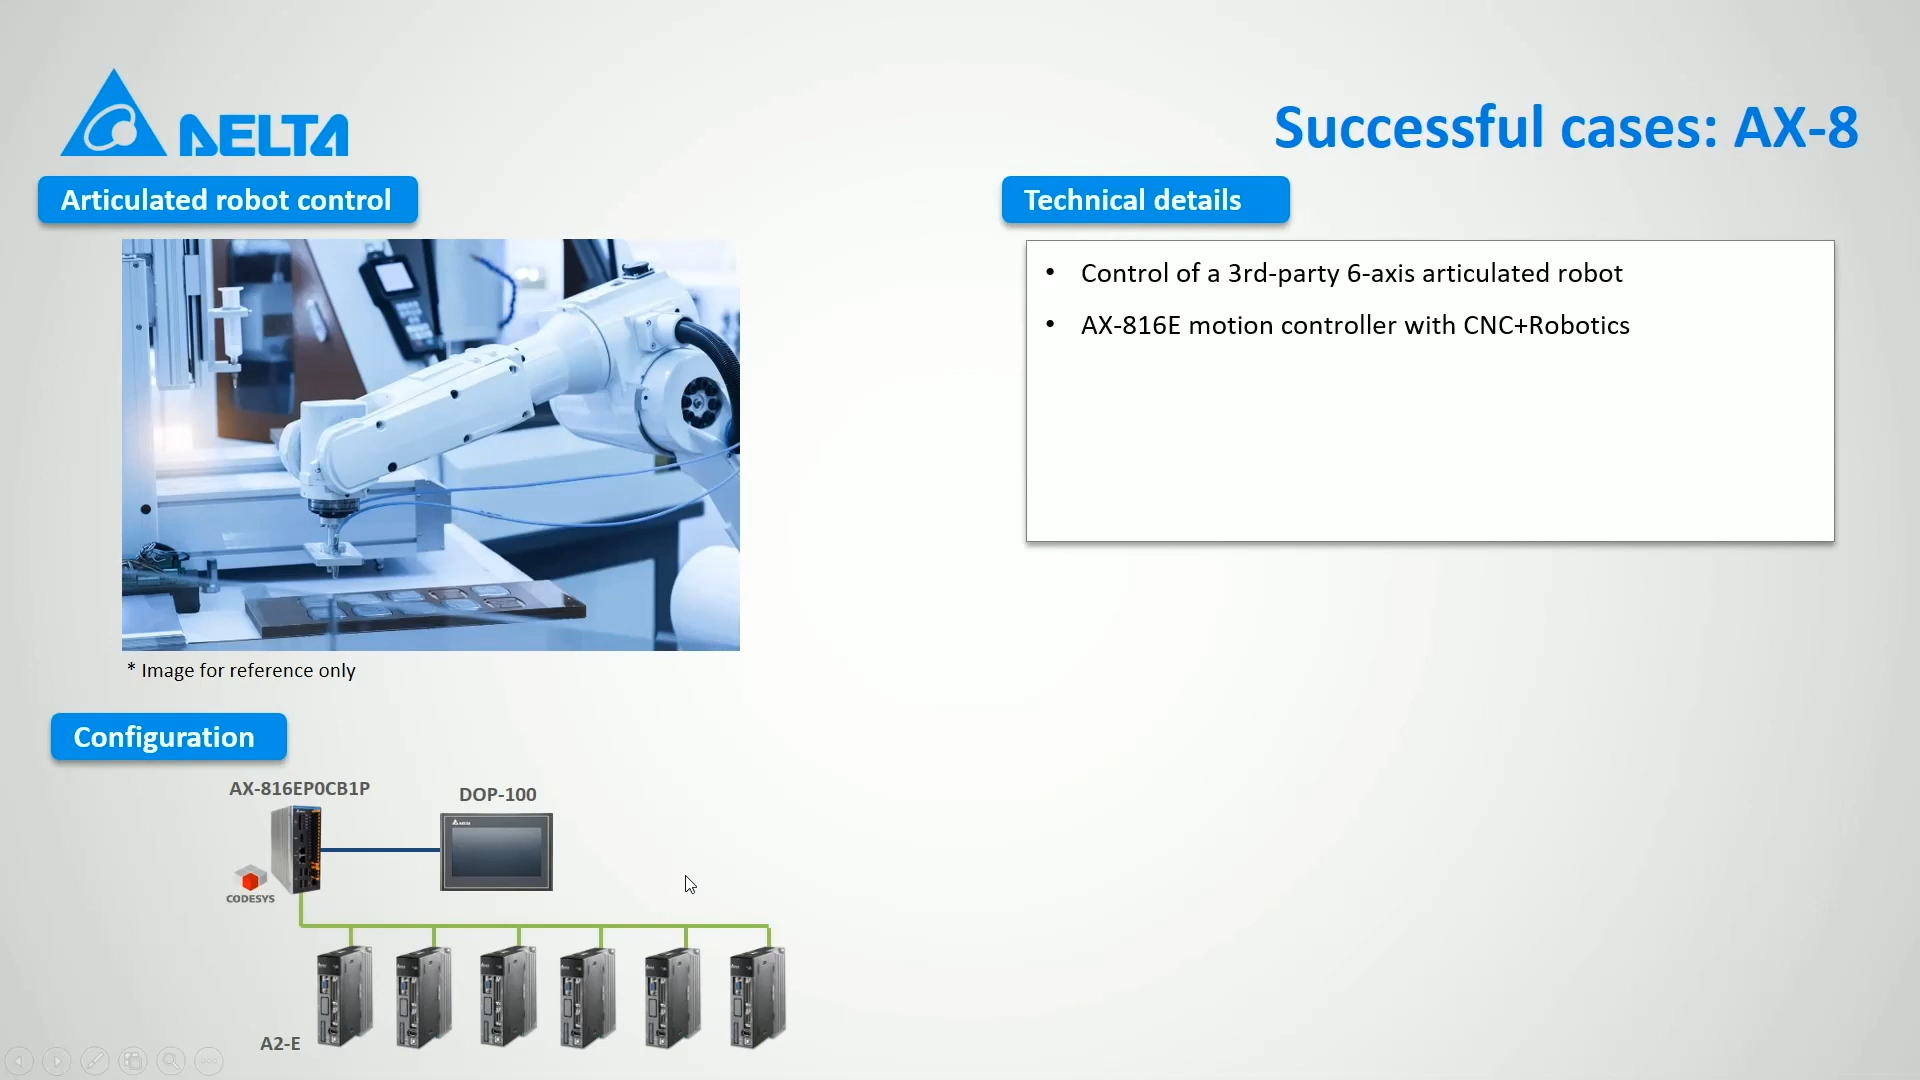 DELTA
Successful cases: AX-8
Articulated robot control
Technical details
• Control of a 3rd-party 6-axis articulated robot
• AX-816E motion controller with CNC+Robotics
* Image for reference only
Configuration
AX-816EP0CB1P
DOP-100
CODESYS
A2-E